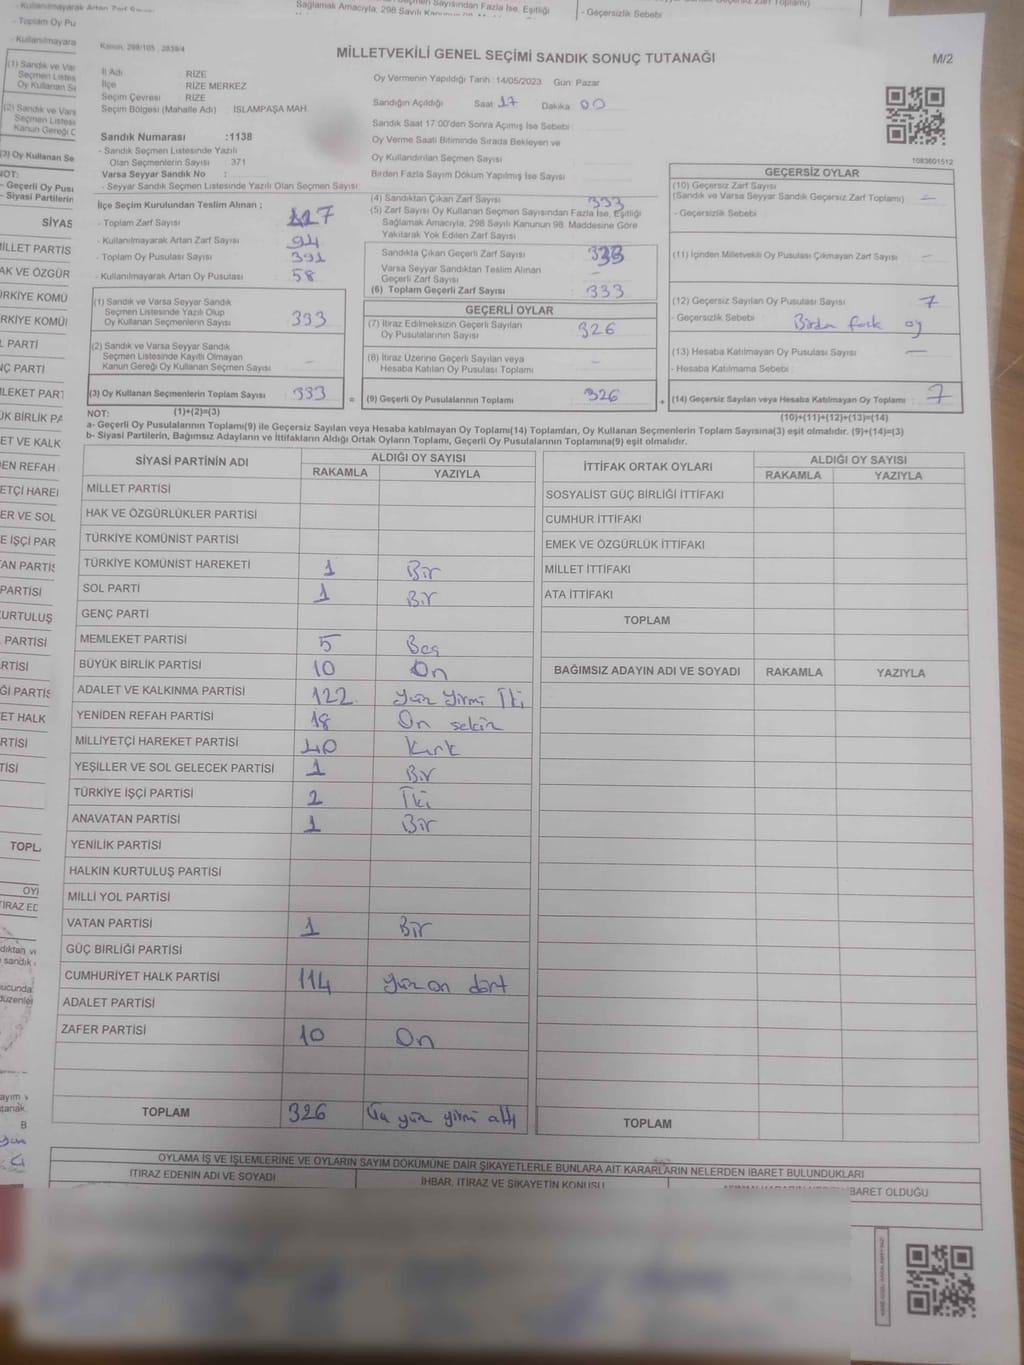 Kanun, 298/105 , 2839/4
MİLLETVEKİLİ GENEL SEÇİMİ SANDIK SONUÇ TUTANAĞI
M/2
İl Adı RİZE
İlçe RİZE MERKEZ
Seçim Çevresi RİZE
Seçim Bölgesi (Mahalle Adı) İSLAMPAŞA MAH
Sandık Numarası :1138
- Sandık Seçmen Listesinde Yazılı
Olan Seçmenlerin Sayısı : 371
Varsa Seyyar Sandık No :
- Seyyar Sandık Seçmen Listesinde Yazılı Olan Seçmen Sayısı:
İlçe Seçim Kurulundan Teslim Alınan ;
- Toplam Zarf Sayısı
- Kullanılmayarak Artan Zarf Sayısı 94
- Toplam Oy Pusulası Sayısı 391
- Kullanılmayarak Artan Oy Pusulası 58
(1) Sandık ve Varsa Seyyar Sandık
Seçmen Listesinde Yazılı Olup
Oy Kullanan Seçmenlerin Sayısı 333
(2) Sandık ve Varsa Seyyar Sandık
Seçmen Listesinde Kayıtlı Olmayan
Kanun Gereği Oy Kullanan Seçmen Sayısı -
(3) Oy Kullanan Seçmenlerin Toplam Sayısı 333
(1)+(2)=(3)
Oy Vermenin Yapıldığı Tarih : 14/05/2023 Gün: Pazar
Sandığın Açıldığı Saat 17 Dakika 00
Sandık Saat 17:00'den Sonra Açımış İse Sebebi
Oy Verme Saati Bitiminde Sırada Bekleyen ve
Oy Kullandırılan Seçmen Sayısı
Birden Fazla Sayım Döküm Yapılmış İse Sayısı
(4) Sandıktan Çıkan Zarf Sayısı 333
(5) Zarf Sayısı Oy Kullanan Seçmen Sayısından Fazla İse, Eşitliği
Sağlamak Amacıyla, 298 Sayılı Kanunun 98. Maddesine Göre
Yakılarak Yok Edilen Zarf Sayısı
Sandıkta Çıkan Geçerli Zarf Sayısı 333
Varsa Seyyar Sandıktan Teslim Alınan
Geçerli Zarf Sayısı -
(6) Toplam Geçerli Zarf Sayısı 333
GEÇERLİ OYLAR
(7) İtiraz Edilmeksizin Geçerli Sayılan
Oy Pusulasının Sayısı 326
(8) İtiraz Üzerine Geçerli Sayılan veya
Hesaba Katılan Oy Pusulası Toplamı -
= (9) Geçerli Oy Pusulalarının Toplamı 326
1083601512
GEÇERSİZ OYLAR
(10) Geçersiz Zarf Sayısı
(Sandık ve Varsa Seyyar Sandık Geçersiz Zarf Toplamı) -
- Geçersizlik Sebebi
(11) İçinden Milletvekili Oy Pusulası Çıkmayan Zarf Sayısı -
(12) Geçersiz Sayılan Oy Pusulası Sayısı 7
- Geçersizlik Sebebi oy
(13) Hesaba Katılmayan Oy Pusulası Sayısı -
- Hesaba Katılmama Sebebi
+ (14) Geçersiz Sayılan veya Hesaba Katılmayan Oy Toplamı 7
(10)+(11)+(12)+(13)=(14)
NOT:
a- Geçerli Oy Pusulalarının Toplamı(9) ile Geçersiz Sayılan veya Hesaba katılmayan Oy Toplamı(14) Toplamları, Oy Kullanan Seçmenlerin Toplam Sayısına(3) eşit olmalıdır. (9)+(14)=(3)
b- Siyasi Partilerin, Bağımsız Adayların ve İttifakların Aldığı Ortak Oyların Toplamı, Geçerli Oy Pusulalarının Toplamına(9) eşit olmalıdır.
SİYASİ PARTİNİN ADI ALDIĞI OY SAYISI
RAKAMLA YAZIYLA
MİLLET PARTİSİ
HAK VE ÖZGÜRLÜKLER PARTİSİ
TÜRKİYE KOMÜNİST PARTİSİ
TÜRKİYE KOMÜNİST HAREKETİ 1 Bir
SOL PARTİ 1 Bir
GENÇ PARTİ
MEMLEKET PARTİSİ 5 Beş
BÜYÜK BİRLİK PARTİSİ 10 On
ADALET VE KALKINMA PARTİSİ 122 Yüz yirmi İki
YENİDEN REFAH PARTİSİ 18 On sekiz
MİLLİYETÇİ HAREKET PARTİSİ 40 Kırk
YEŞİLLER VE SOL GELECEK PARTİSİ 1 Bir
TÜRKİYE İŞÇİ PARTİSİ 2 İki
ANAVATAN PARTİSİ 1 Bir
YENİLİK PARTİSİ
HALKIN KURTULUŞ PARTİSİ
MİLLİ YOL PARTİSİ
VATAN PARTİSİ 1 Bir
GÜÇ BİRLİĞİ PARTİSİ
CUMHURİYET HALK PARTİSİ 114 Yüz on dört
ADALET PARTİSİ
ZAFER PARTİSİ 10 On
TOPLAM 326 Üç yüz yirmi altı
İTTİFAK ORTAK OYLARI ALDIĞI OY SAYISI
RAKAMLA YAZIYLA
SOSYALİST GÜÇ BİRLİĞİ İTTİFAKI
CUMHUR İTTİFAKI
EMEK VE ÖZGÜRLÜK İTTİFAKI
MİLLET İTTİFAKI
ATA İTTİFAKI
TOPLAM
BAĞIMSIZ ADAYIN ADI VE SOYADI RAKAMLA YAZIYLA
TOPLAM
OYLAMA İŞ VE İŞLEMLERİNE VE OYLARIN SAYIM DÖKÜMÜNE DAİR ŞİKAYETLERLE BUNLARA AİT KARARLARIN NELERDEN İBARET BULUNDUKLARI
İTİRAZ EDENİN ADI VE SOYADI İHBAR, İTİRAZ VE ŞİKAYETİN KONUSU İBARET OLDUĞU